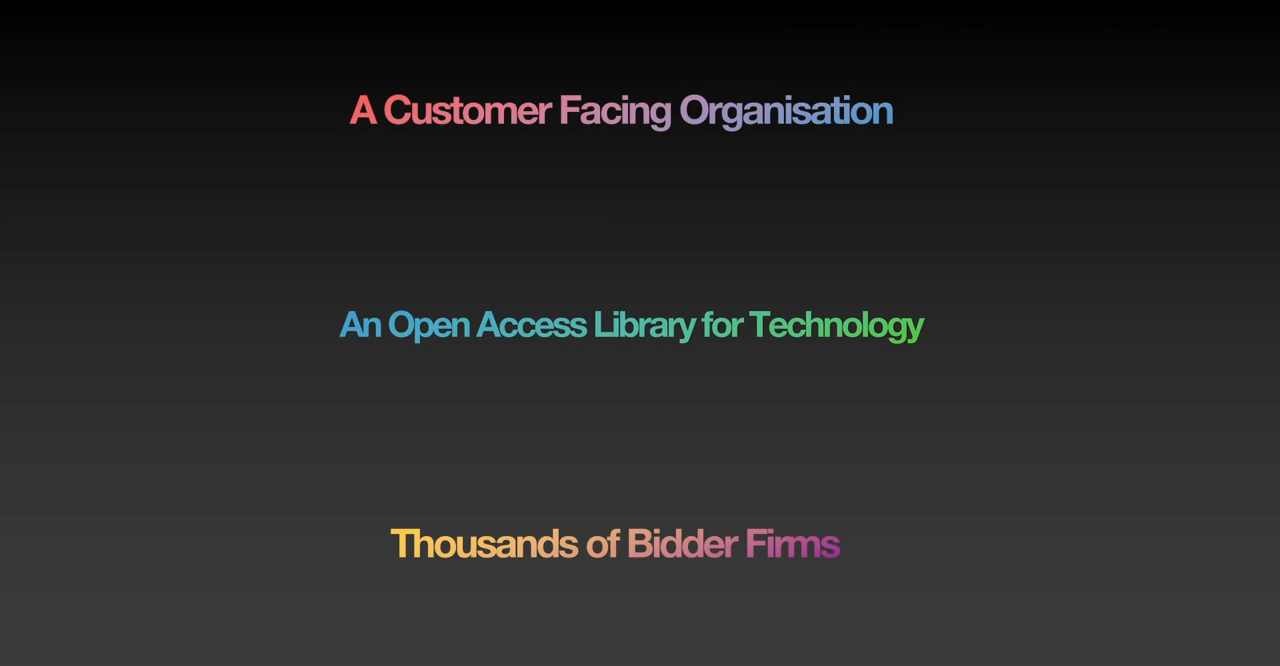 A Customer Facing Organisation
An Open Access Library for Technology
Thousands of Bidder Firms